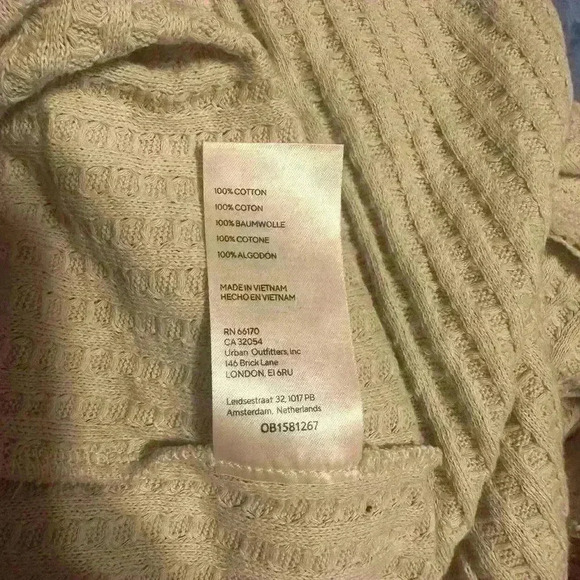 100% COTTON
100% COTON
100% BAUMWOLLE
100% COTONE
100% ALGODON
MADE IN VIETNAM
HECHO EN VIETNAM
RN 66170
CA 32054
Urban Outfitters, Inc
146 Brick Lane
LONDON, E1 6RU
Leidsestraat 32, 1017 PB
Amsterdam, Netherlands
OB1581267